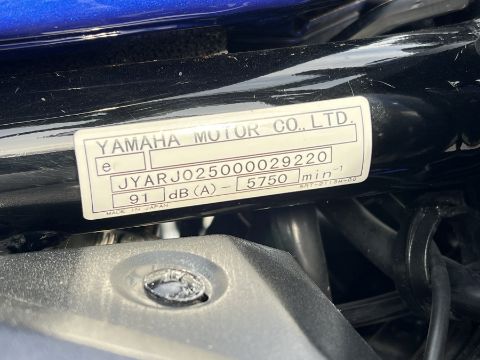 YAMAHA MOTOR CO., LTD.
e
JYARJ025000029220
91 dB(A) - 5750 min⁻¹
MADE IN JAPAN